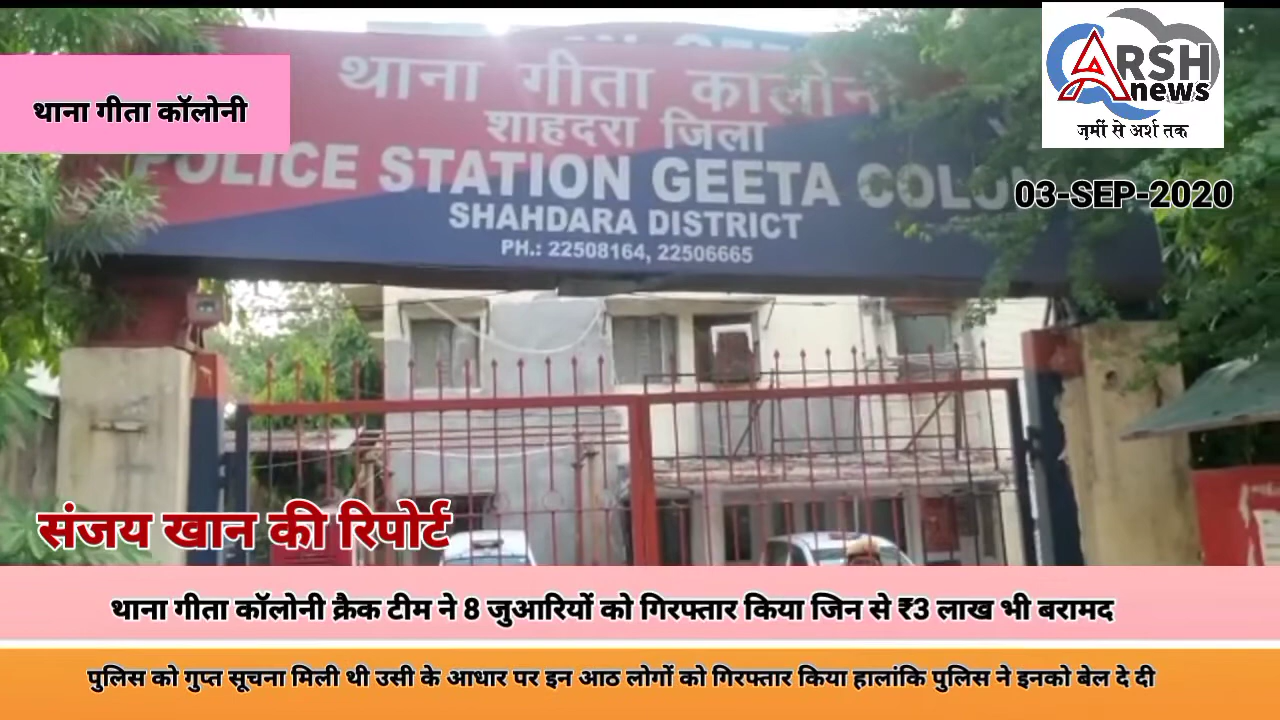 थाना गीता कॉलोनी
थाना गीता
शाहदरा जिला
POLICE STATION GEETA
SHAHDARA DISTRICT
PH.: 22508164, 22506665
ARSH
news
ज़मीं से अर्श तक
03-SEP-2020
संजय खान की रिपोर्ट
थाना गीता कॉलोनी क्रैक टीम ने 8 जुआरियों को गिरफ्तार किया जिन से ₹3 लाख भी बरामद
पुलिस को गुप्त सूचना मिली थी उसी के आधार पर इन आठ लोगों को गिरफ्तार किया हालांकि पुलिस ने इनको बेल दे दी